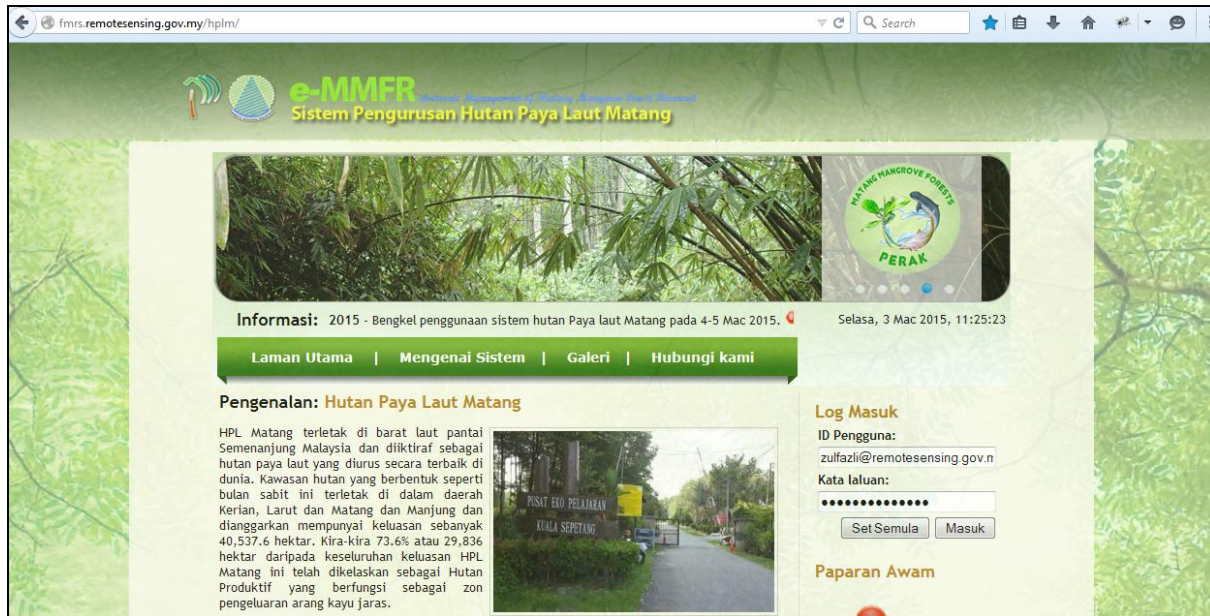 fmrs.remotesensing.gov.my/hplm/
Search
e-MMFR
Sistem Pengurusan Hutan Paya Laut Matang
MATANG MANGROVE FORESTS
PERAK
Informasi: 2015 - Bengkel penggunaan sistem hutan Paya laut Matang pada 4-5 Mac 2015.
Selasa, 3 Mac 2015, 11:25:23
Laman Utama | Mengenai Sistem | Galeri | Hubungi kami
Pengenalan: Hutan Paya Laut Matang
HPL Matang terletak di barat laut pantai
Semenanjung Malaysia dan diiktiraf sebagai
hutan paya laut yang diurus secara terbaik di
dunia. Kawasan hutan yang berbentuk seperti
bulan sabit ini terletak di dalam daerah
Kerian, Larut dan Matang dan Manjung dan
dianggarkan mempunyai keluasan sebanyak
40,537.6 hektar. Kira-kira 73.6% atau 29,836
hektar daripada keseluruhan keluasan HPL
Matang ini telah dikelaskan sebagai Hutan
Produktif yang berfungsi sebagai zon
pengeluaran arang kayu jaras.
PUSAT EKO PELAJARAN
KUALA SEPETANG
Log Masuk
ID Pengguna:
zulfazli@remotesensing.gov.m
Kata laluan:
Set Semula
Masuk
Paparan Awam